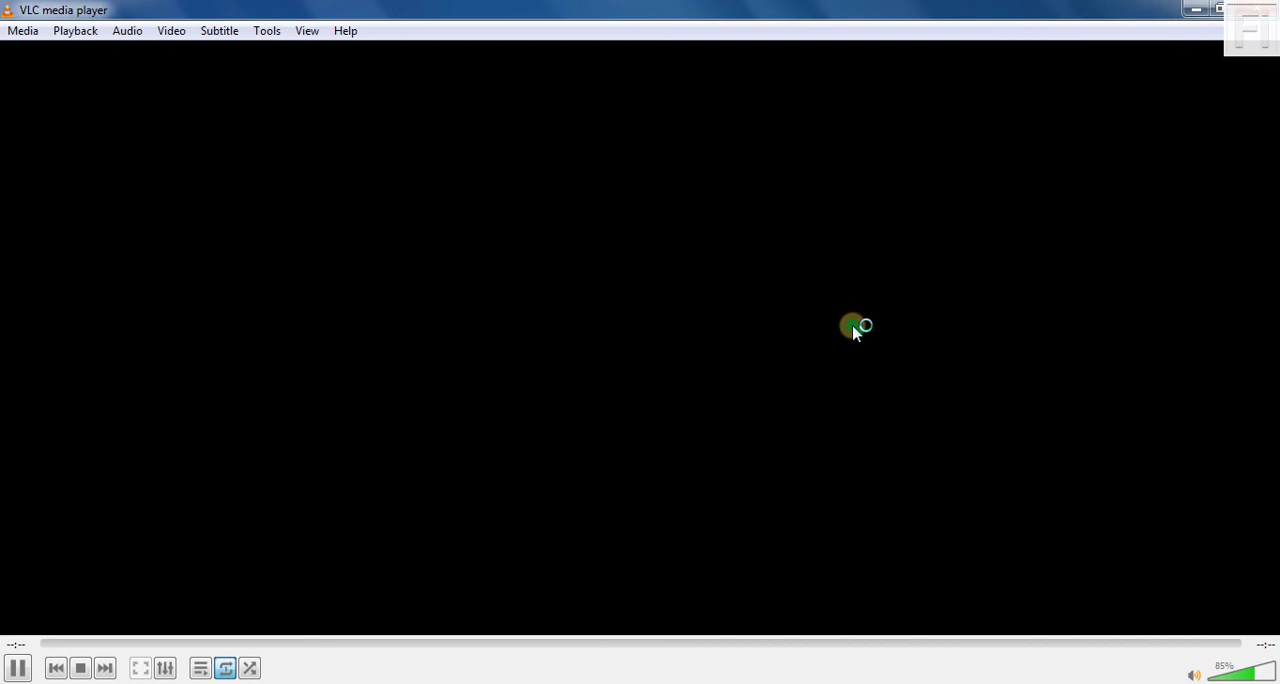 VLC media player
Media Playback Audio Video Subtitle Tools View Help
--:-- --:--
85%